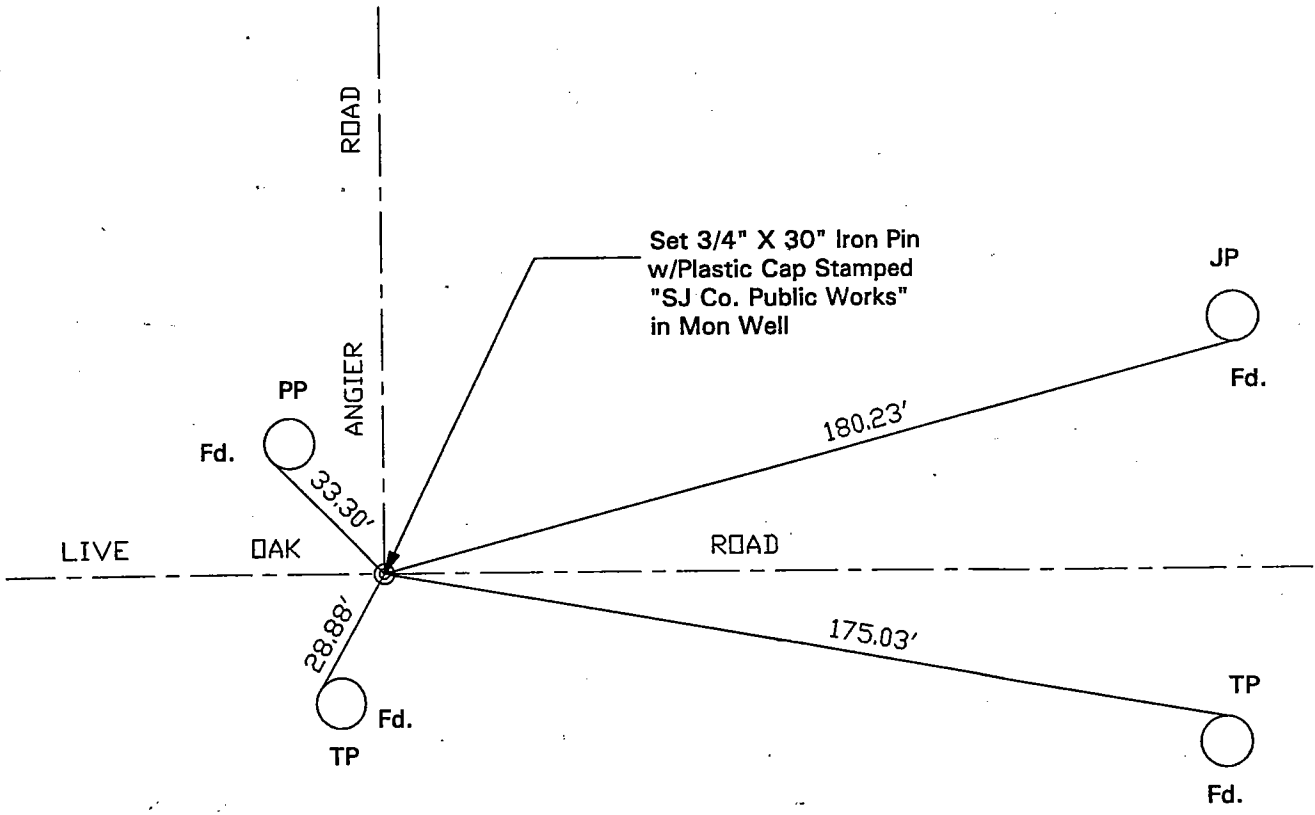 ROAD
ANGIER
Set 3/4" X 30" Iron Pin
w/Plastic Cap Stamped
"SJ Co. Public Works"
in Mon Well
JP
Fd.
PP
Fd.
33.30'
180.23'
LIVE OAK ROAD
28.88'
175.03'
Fd.
TP
TP
Fd.